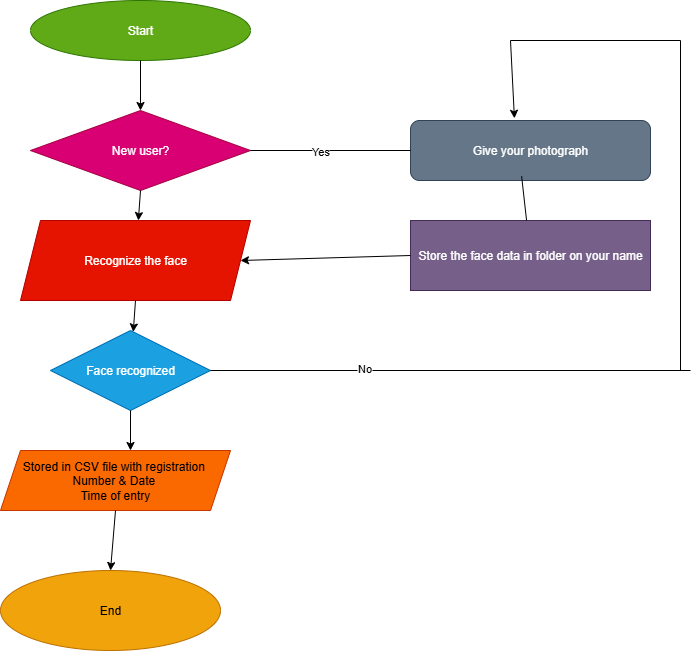 Start
New user?
Yes
Give your photograph
Recognize the face
Store the face data in folder on your name
Face recognized
No
Stored in CSV file with registration
Number & Date
Time of entry
End